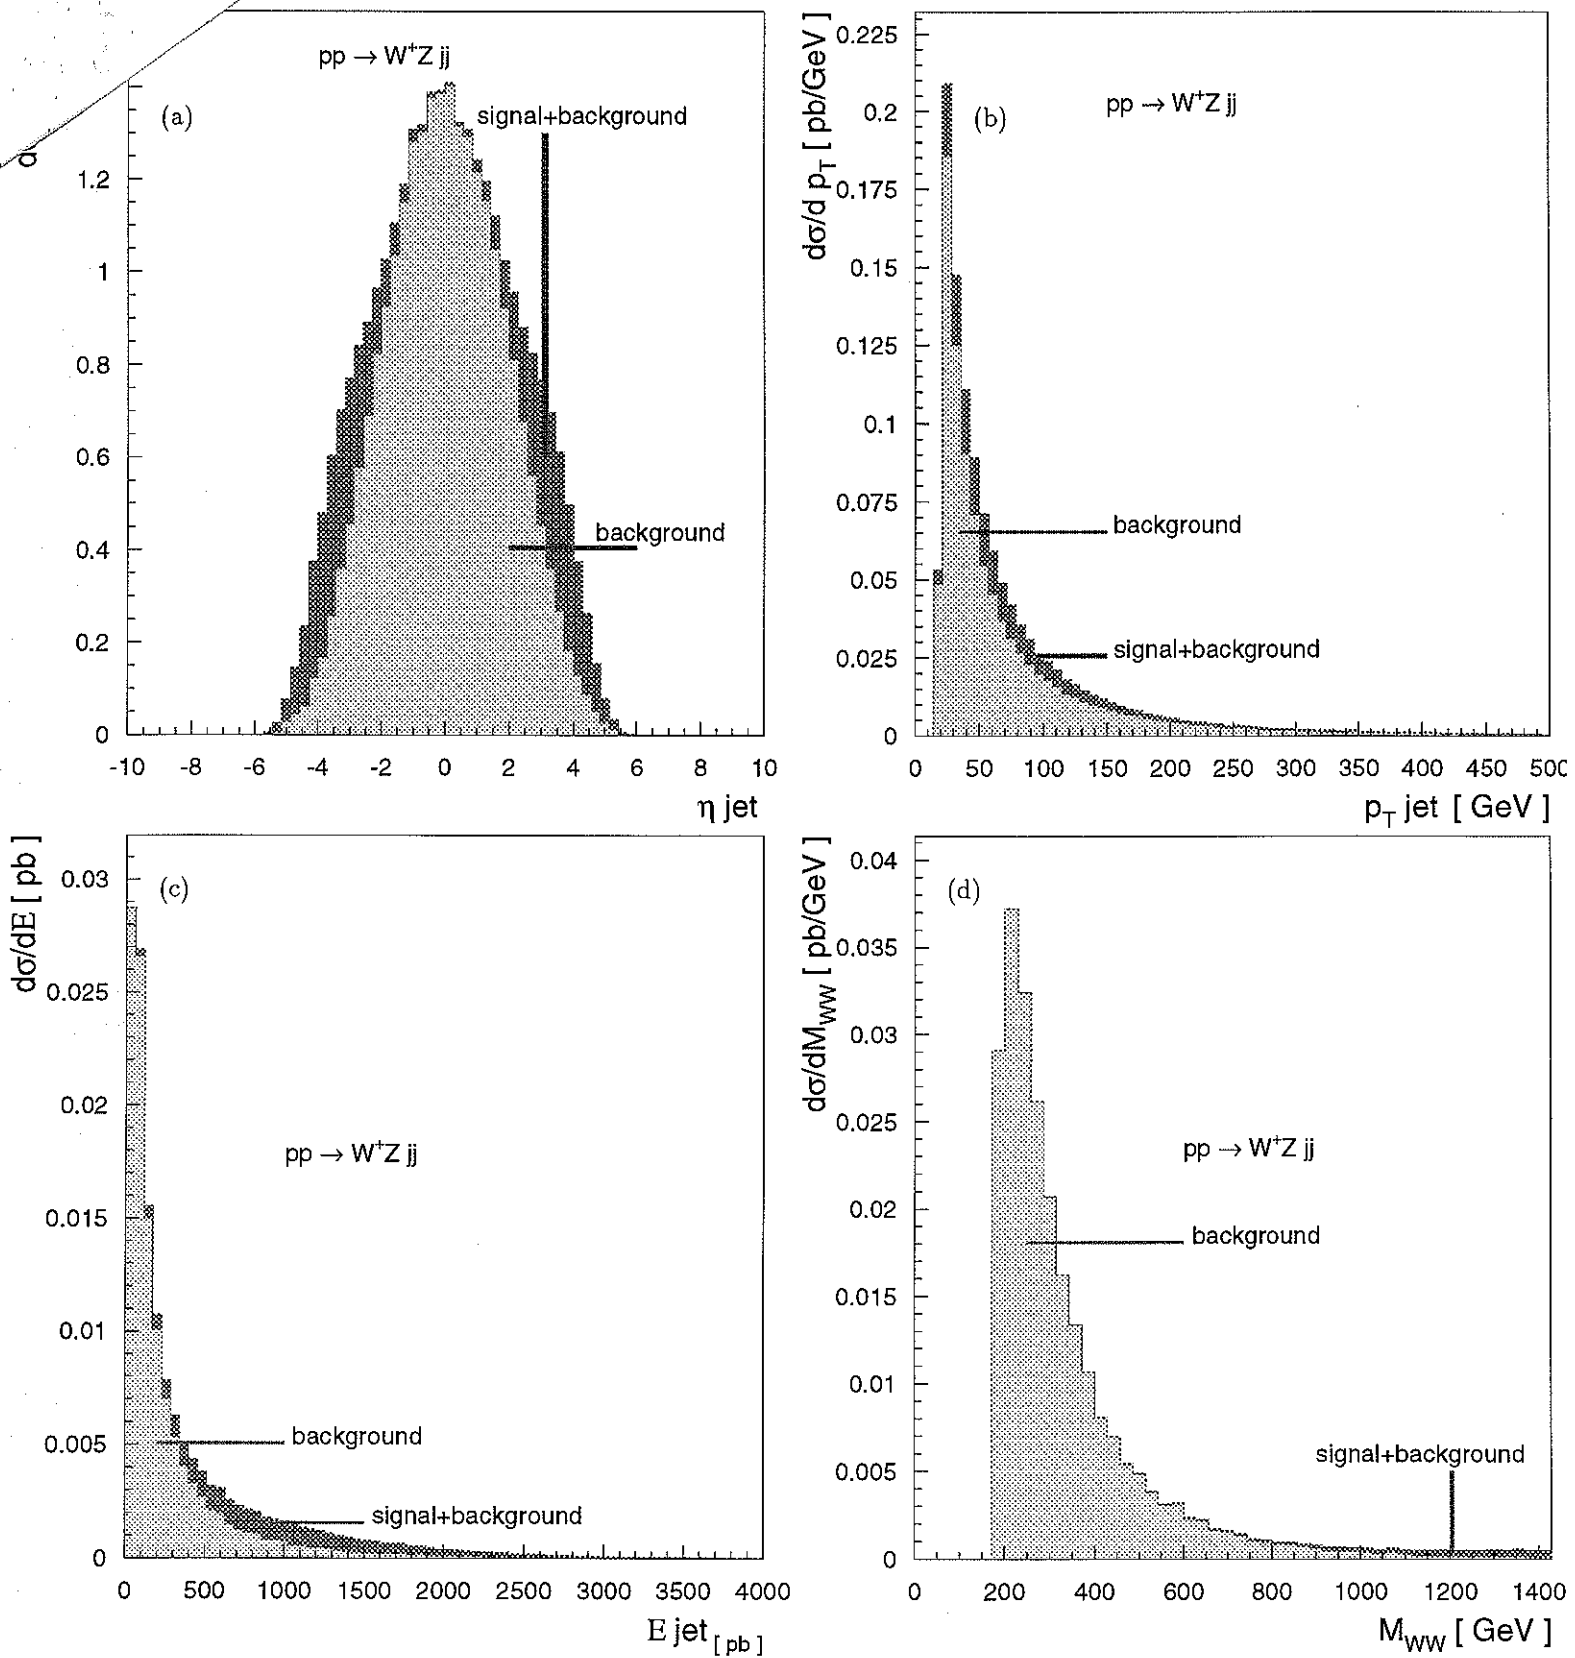 pp → W⁺Z jj
(a)
signal+background
background
1.2
1
0.8
0.6
0.4
0.2
0
-10 -8 -6 -4 -2 0 2 4 6 8 10
η jet
dσ/d p_T [ pb/GeV ]
(b)
pp → W⁺Z jj
background
signal+background
0.225
0.2
0.175
0.15
0.125
0.1
0.075
0.05
0.025
0
0 50 100 150 200 250 300 350 400 450 500
p_T jet [ GeV ]
dσ/dE [ pb ]
(c)
pp → W⁺Z jj
background
signal+background
0.03
0.025
0.02
0.015
0.01
0.005
0
0 500 1000 1500 2000 2500 3000 3500 4000
E jet [ pb ]
dσ/dM_WW [ pb/GeV ]
(d)
pp → W⁺Z jj
background
signal+background
0.04
0.035
0.03
0.025
0.02
0.015
0.01
0.005
0
0 200 400 600 800 1000 1200 1400
M_WW [ GeV ]